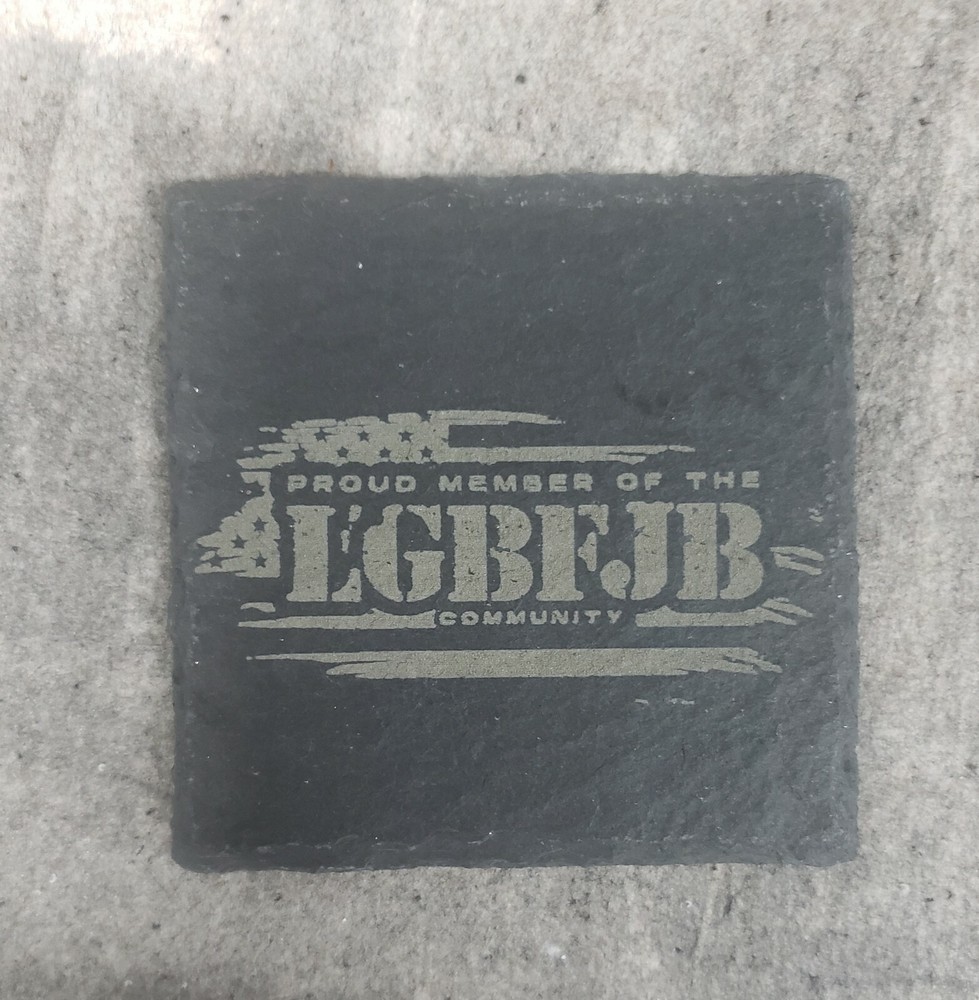 PROUD MEMBER OF THE
LGBFJB
COMMUNITY